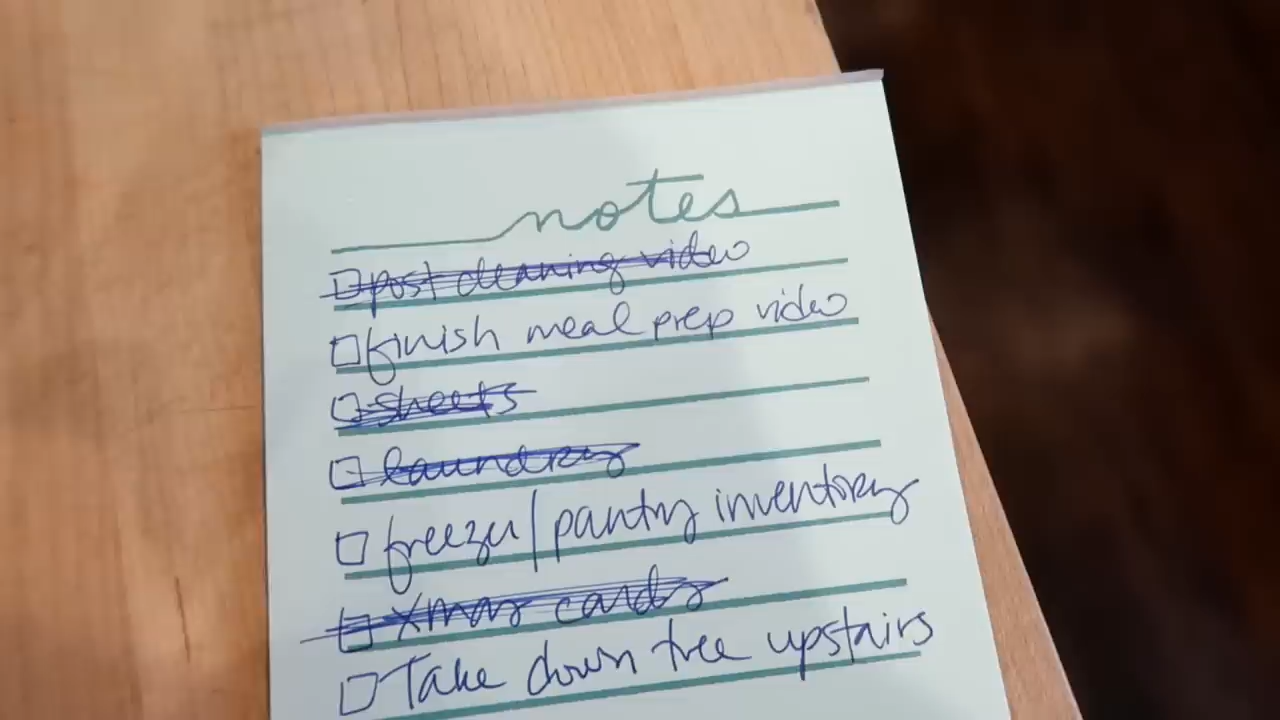 notes
post cleaning video
finish meal prep video
sheets
laundry
freezer/pantry inventory
Xmas cards
Take down tree upstairs